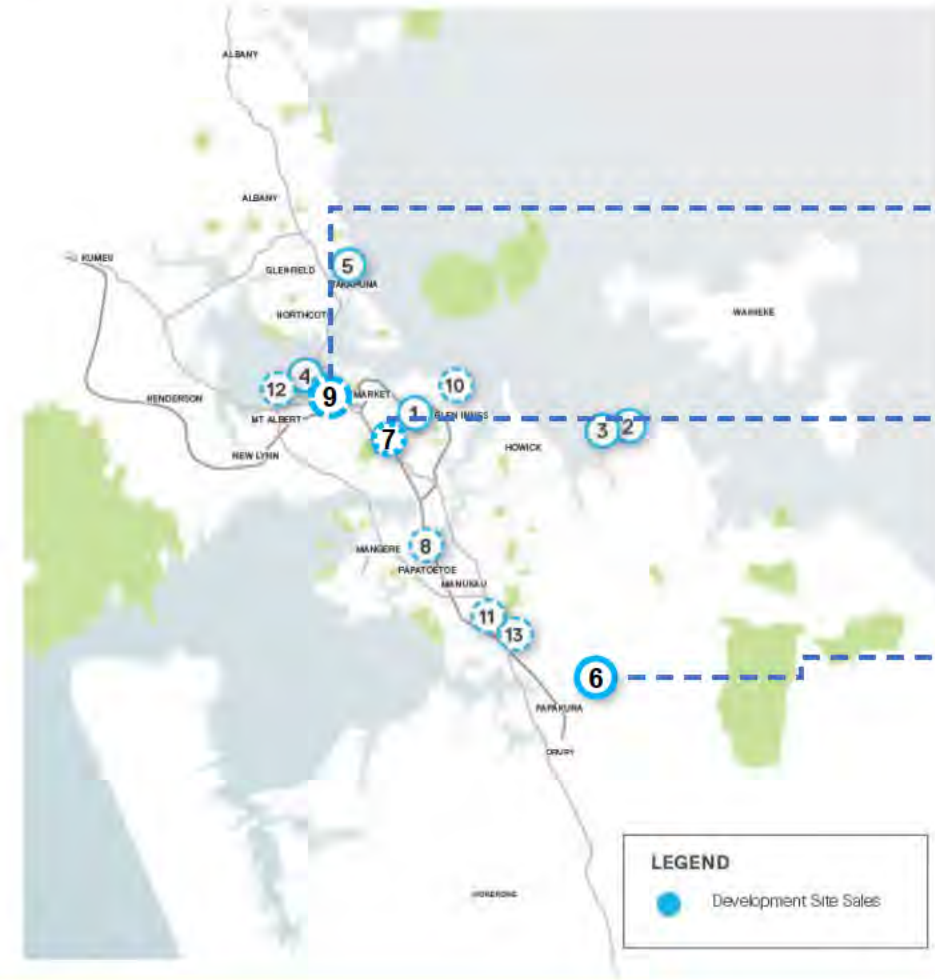 ALBANY
ALBANY
KUMEU
GLENFIELD
5
TAKAPUNA
WAIHEKE
4
12
10
HENDERSON
9
MARKET
1
GLEN INNES
MT ALBERT
7
3
2
HOWICK
NEW LYNN
8
MANGERE
PAPATOETOE
MANUKAU
11
13
6
PAPAKURA
DRURY
LEGEND
Development Site Sales